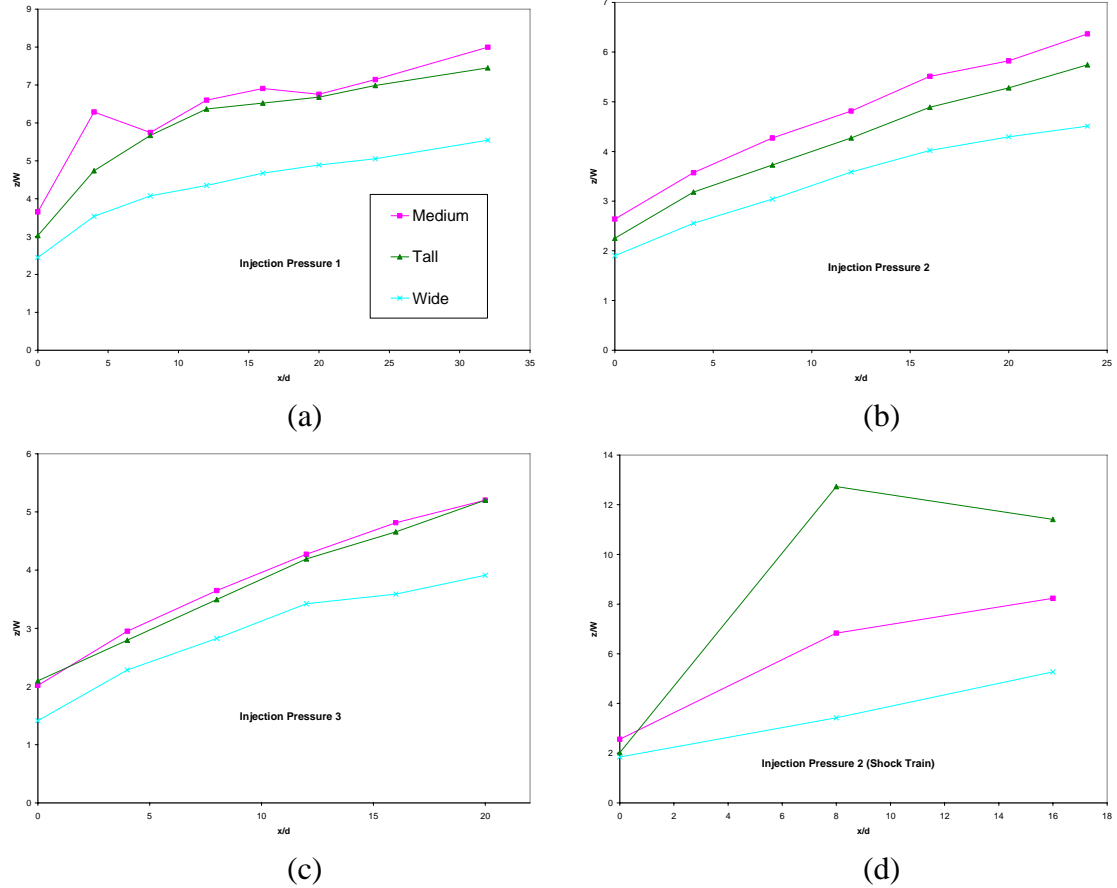 9
8
7
6
5
4
3
2
1
0
z/W
Medium
Tall
Wide
Injection Pressure 1
0 5 10 15 20 25 30 35
x/d
(a)
7
6
5
4
3
2
1
0
z/W
Injection Pressure 2
0 5 10 15 20 25
x/d
(b)
6
5
4
3
2
1
0
z/W
Injection Pressure 3
0 5 10 15 20
x/d
(c)
14
12
10
8
6
4
2
0
z/W
Injection Pressure 2 (Shock Train)
0 2 4 6 8 10 12 14 16 18
x/d
(d)